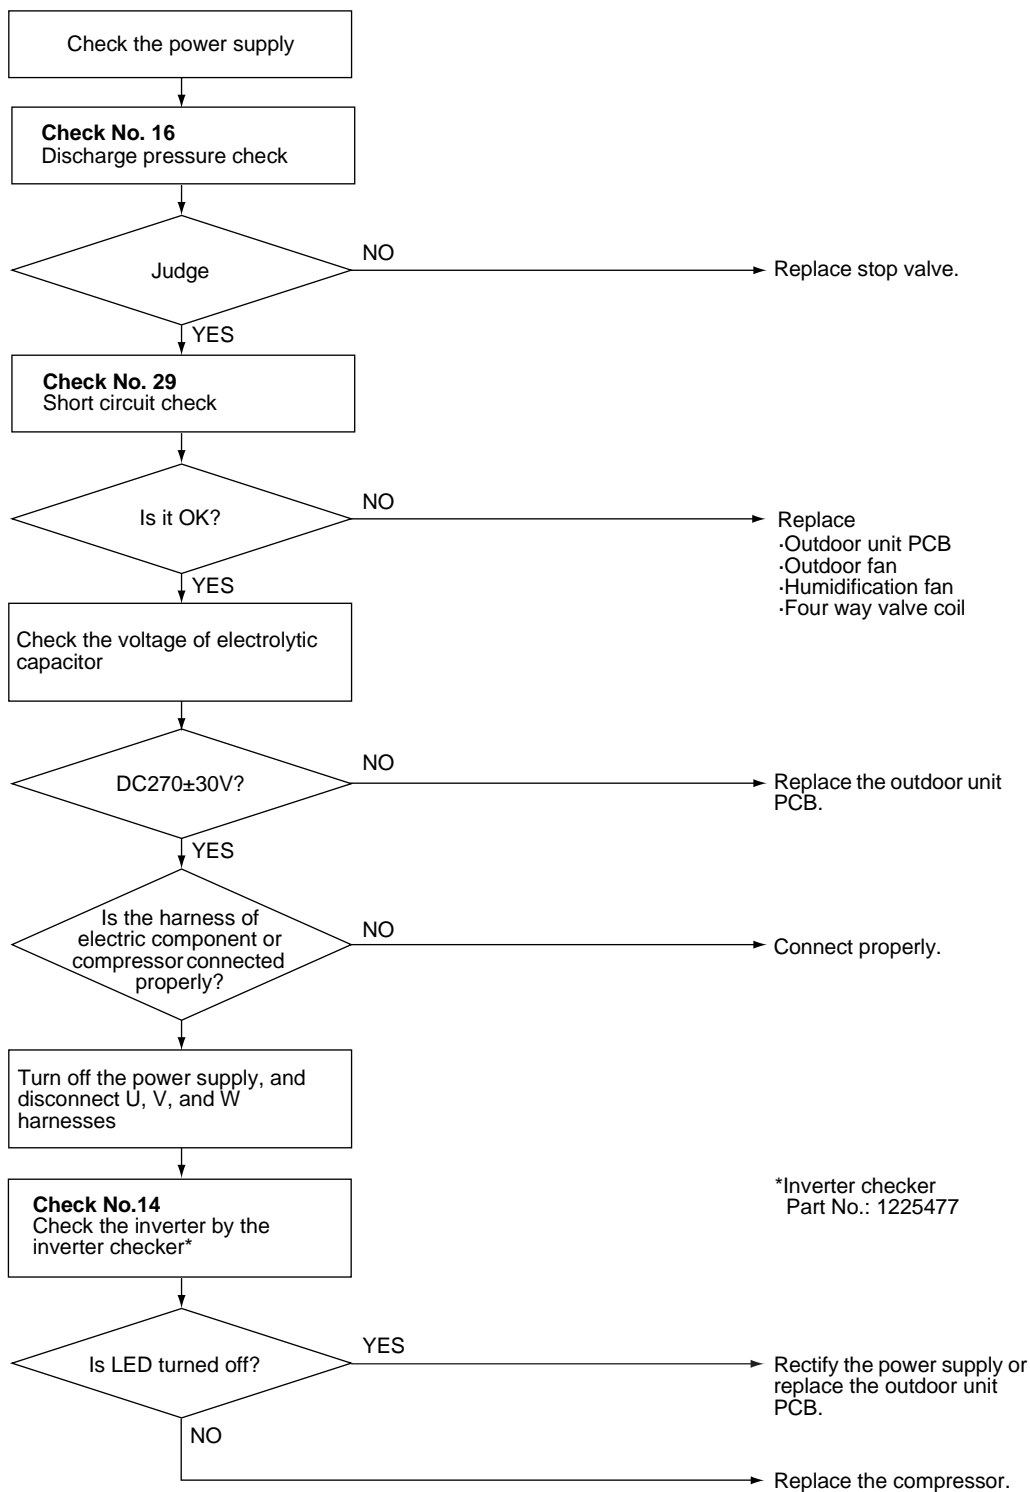 Check the power supply
Check No. 16
Discharge pressure check
Judge
NO
Replace stop valve.
YES
Check No. 29
Short circuit check
Is it OK?
NO
Replace
·Outdoor unit PCB
·Outdoor fan
·Humidification fan
·Four way valve coil
YES
Check the voltage of electrolytic
capacitor
DC270±30V?
NO
Replace the outdoor unit
PCB.
YES
Is the harness of
electric component or
compressor connected
properly?
NO
Connect properly.
Turn off the power supply, and
disconnect U, V, and W
harnesses
Check No.14
Check the inverter by the
inverter checker*
*Inverter checker
Part No.: 1225477
Is LED turned off?
YES
Rectify the power supply or
replace the outdoor unit
PCB.
NO
Replace the compressor.